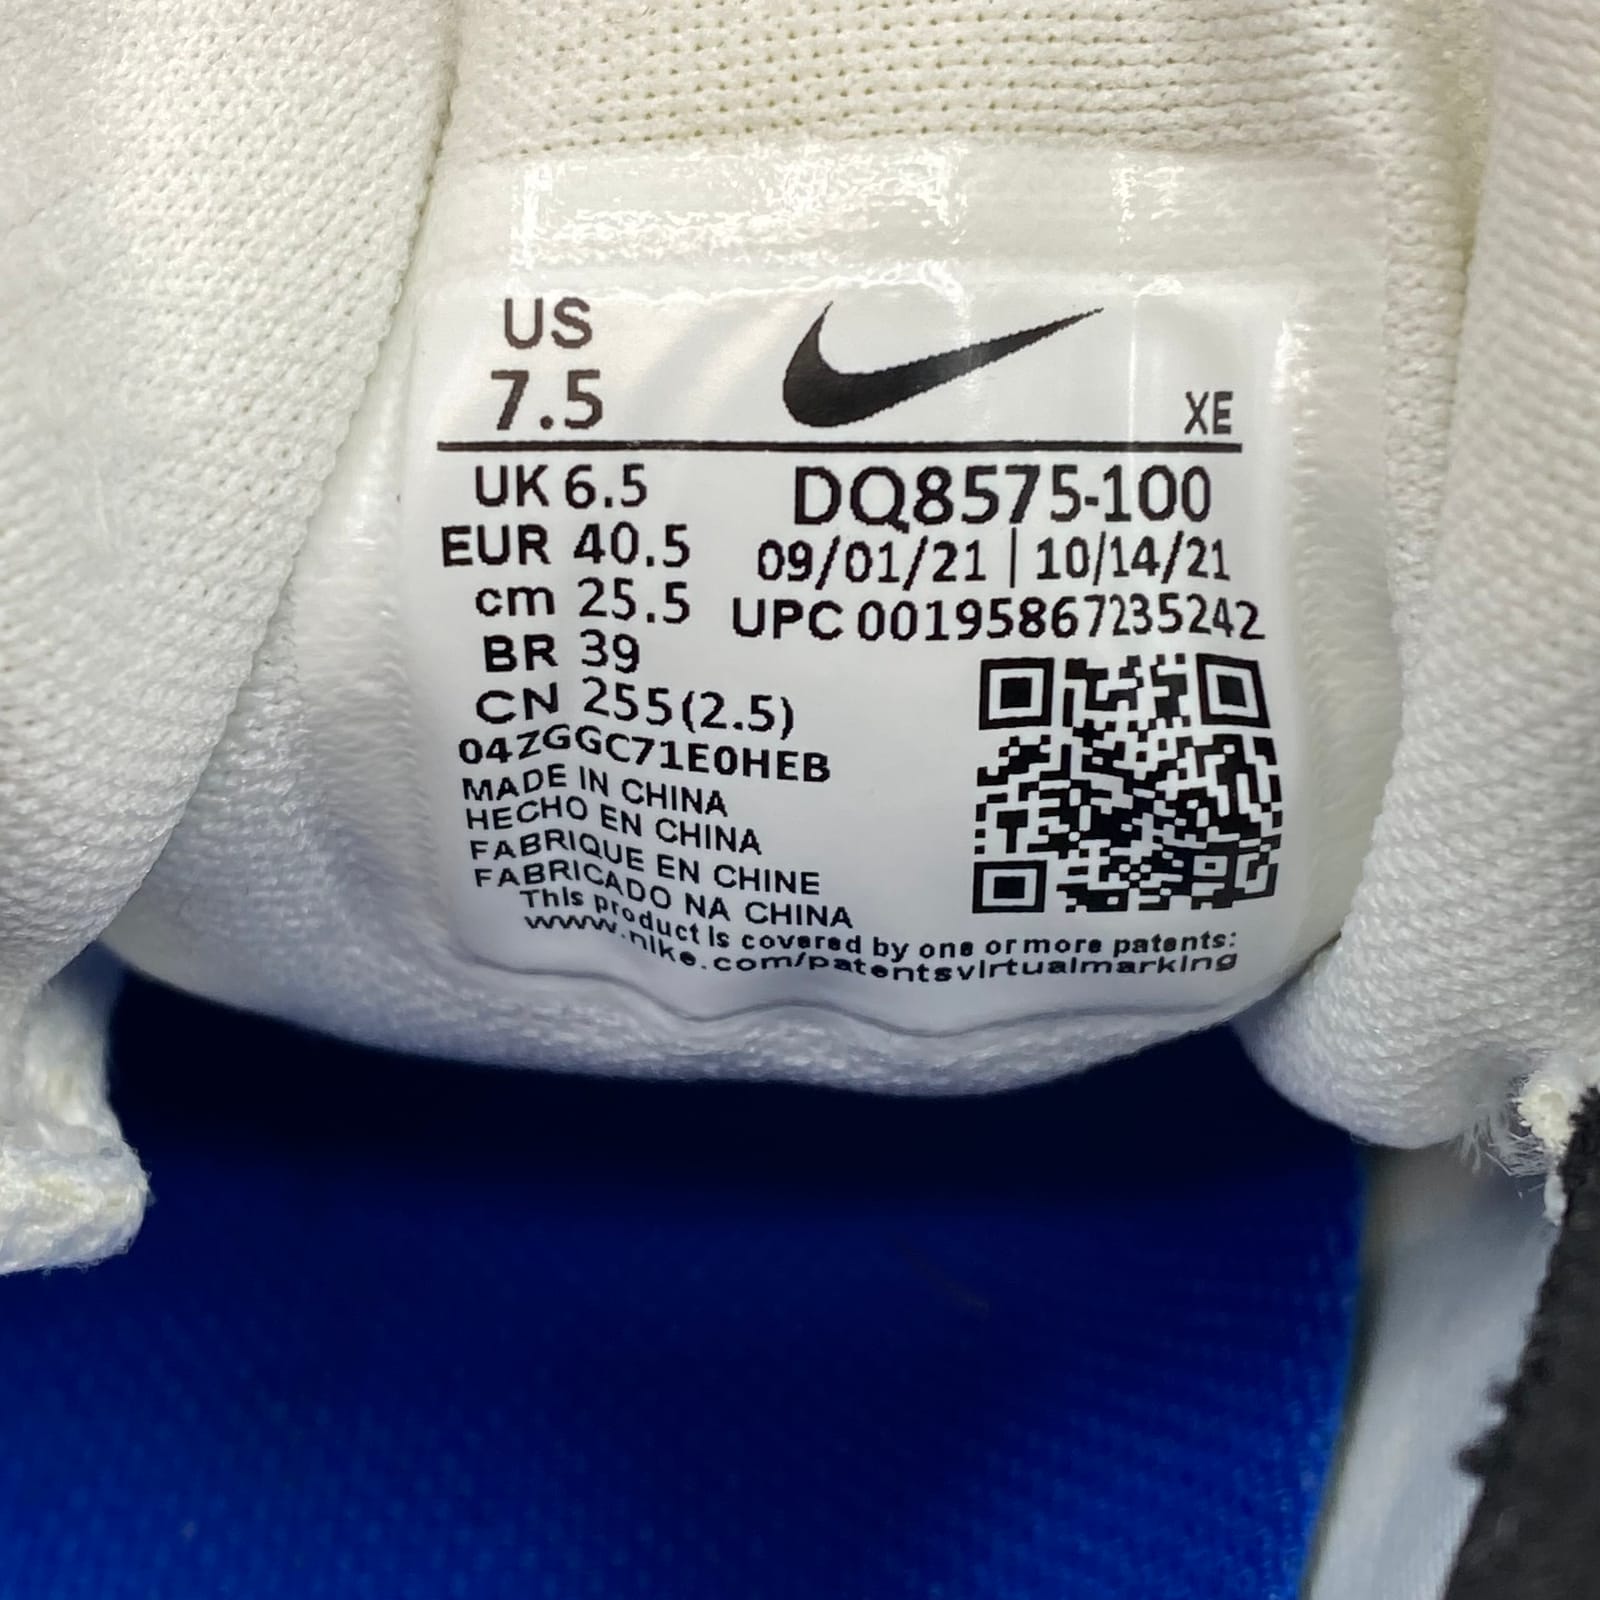 US
7.5
XE
UK 6.5
EUR 40.5
cm 25.5
BR 39
CN 255(2.5)
DQ8575-100
09/01/21 | 10/14/21
UPC 00195867235242
04ZGGC71E0HEB
MADE IN CHINA
HECHO EN CHINA
FABRIQUE EN CHINE
FABRICADO NA CHINA
This product is covered by one or more patents:
www.nike.com/patentsvirtualmarking